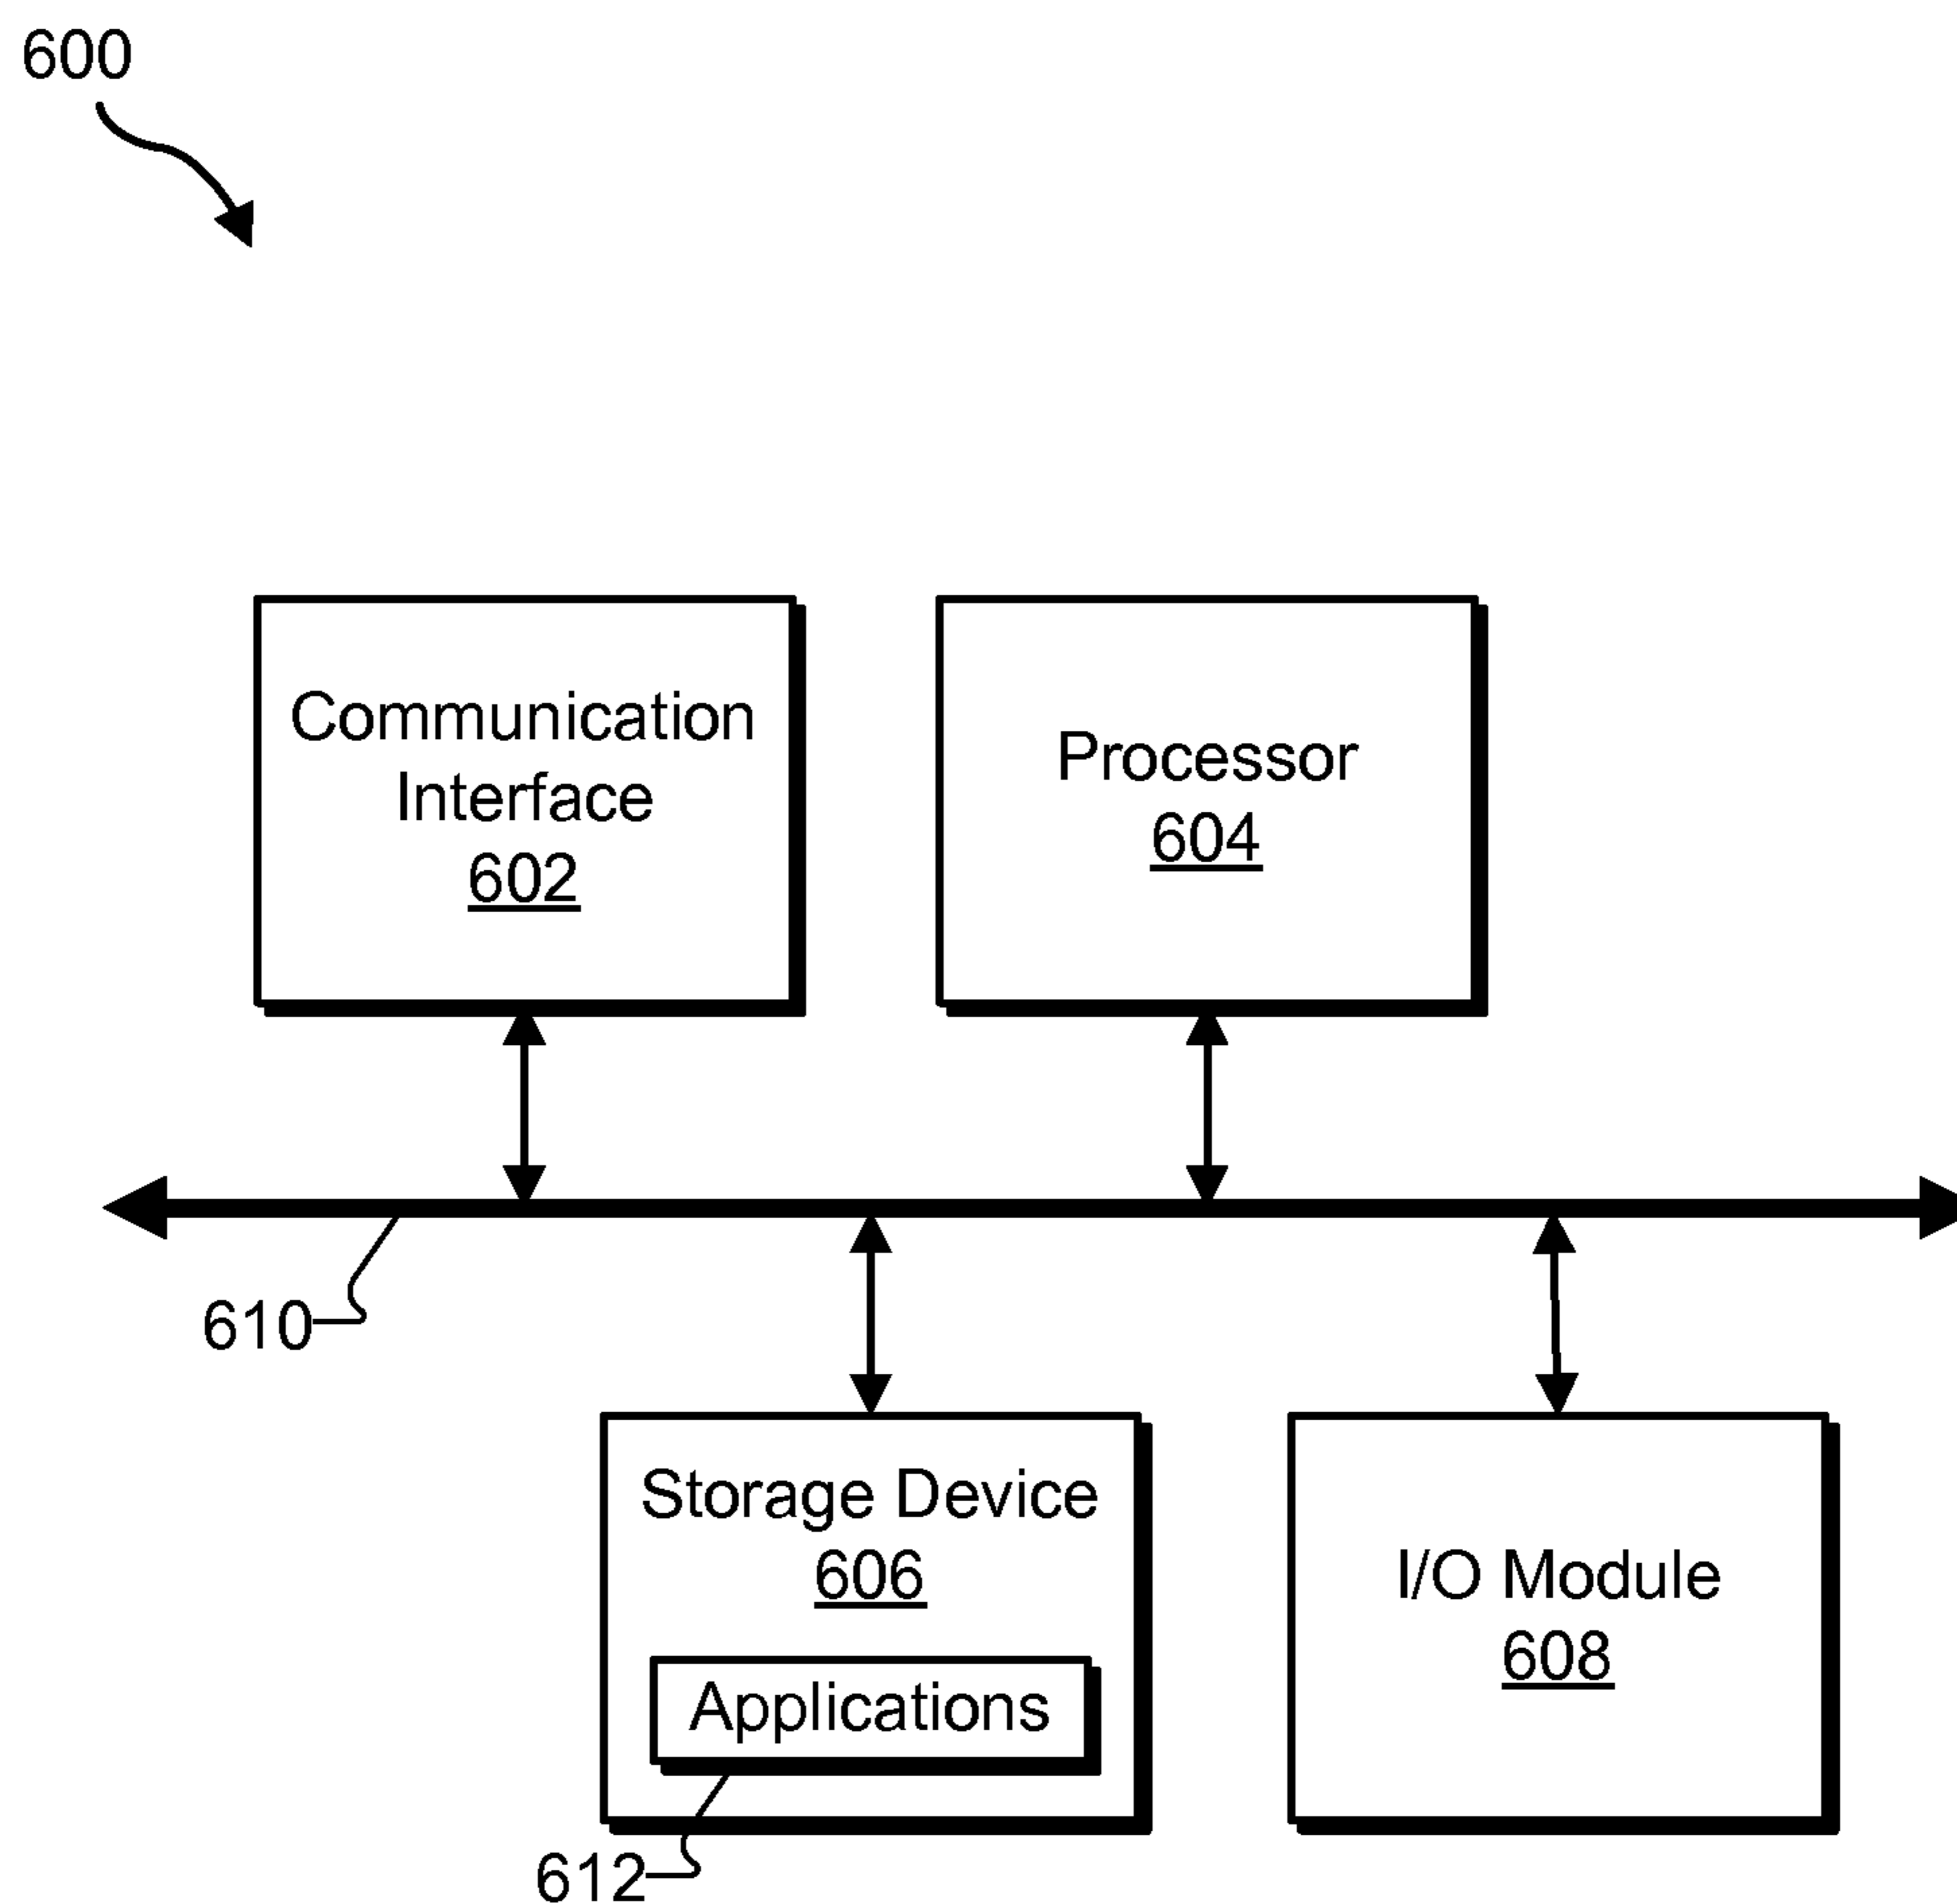 600
Communication
Interface
602
Processor
604
610
Storage Device
606
Applications
612
I/O Module
608